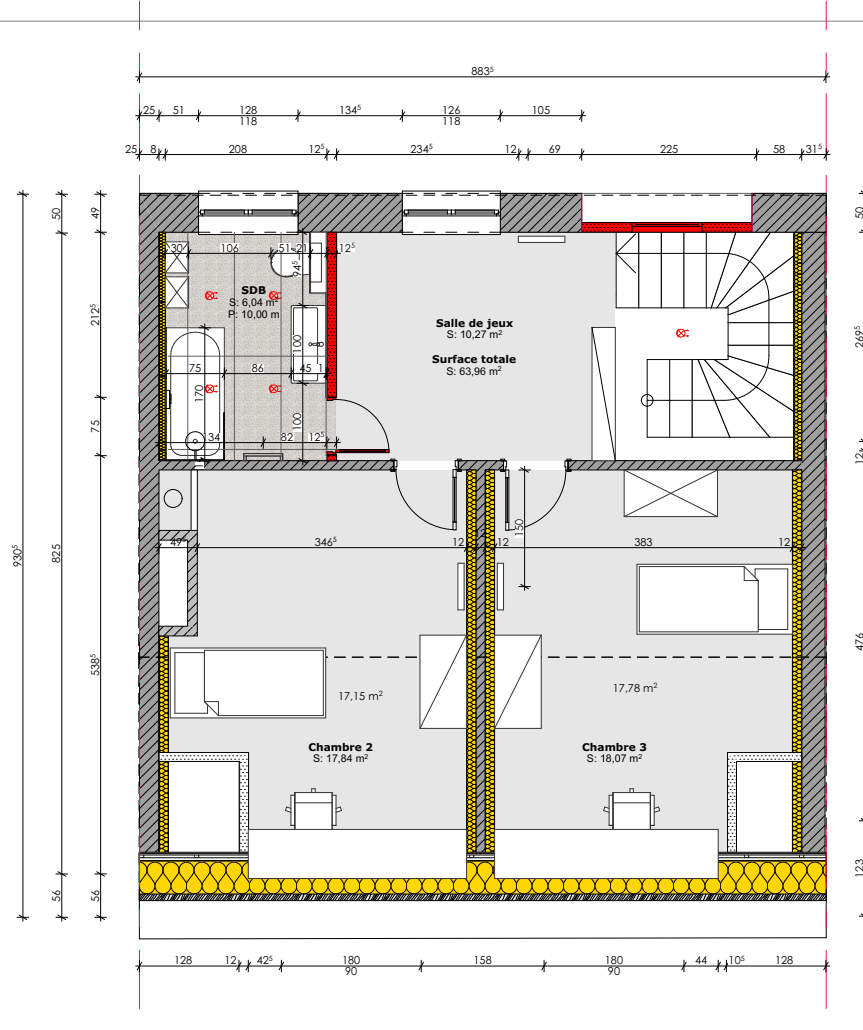 883⁵
25 51 128 134⁵ 126 105
118 118
25 8 208 12⁵ 234⁵ 12 69 225 58 31⁵
50 49 50
30 106 51 21 12⁵
94⁵
SDB
S: 6,04 m²
P: 10,00 m
Salle de jeux
S: 10,27 m²
Surface totale
S: 63,96 m²
212⁵
269⁵
100
75 86 45 1
170
100
75
34 82 12⁵
12⁴
150
49⁵ 346⁵ 12 12 383 12
930⁵
825
538⁵
476
17,15 m²
17,78 m²
Chambre 2
S: 17,84 m²
Chambre 3
S: 18,07 m²
123
56 56
128 12 42⁵ 180 158 180 44 10⁵ 128
90 90